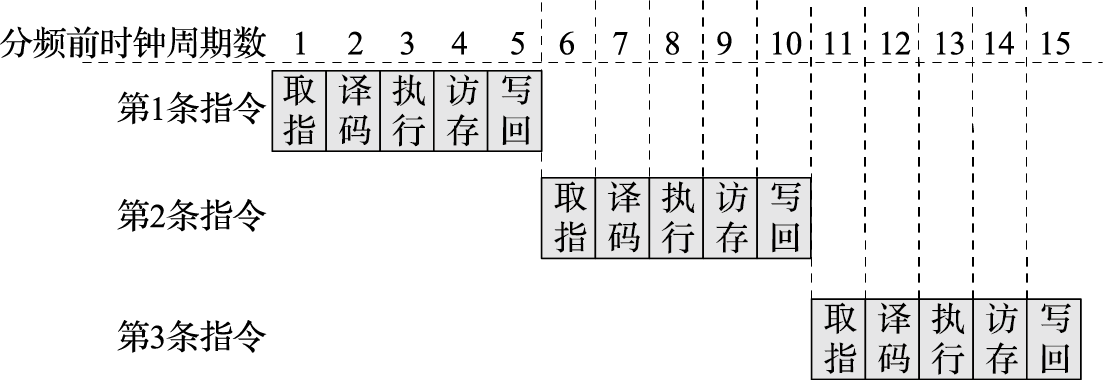 分频前时钟周期数 1 2 3 4 5 6 7 8 9 10 11 12 13 14 15
第1条指令 取指 译码 执行 访存 写回
第2条指令 取指 译码 执行 访存 写回
第3条指令 取指 译码 执行 访存 写回